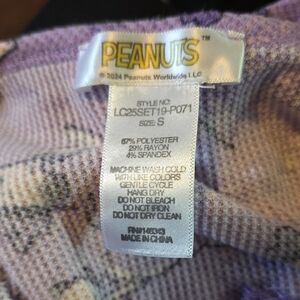 PEANUTS™
© 2024 Peanuts Worldwide LLC
STYLE NO:
LC25SET19-P071
SIZE: S
67% POLYESTER
29% RAYON
4% SPANDEX
MACHINE WASH COLD
WITH LIKE COLORS
GENTLE CYCLE
HANG DRY
DO NOT BLEACH
DO NOT IRON
DO NOT DRY CLEAN
RN#146343
MADE IN CHINA